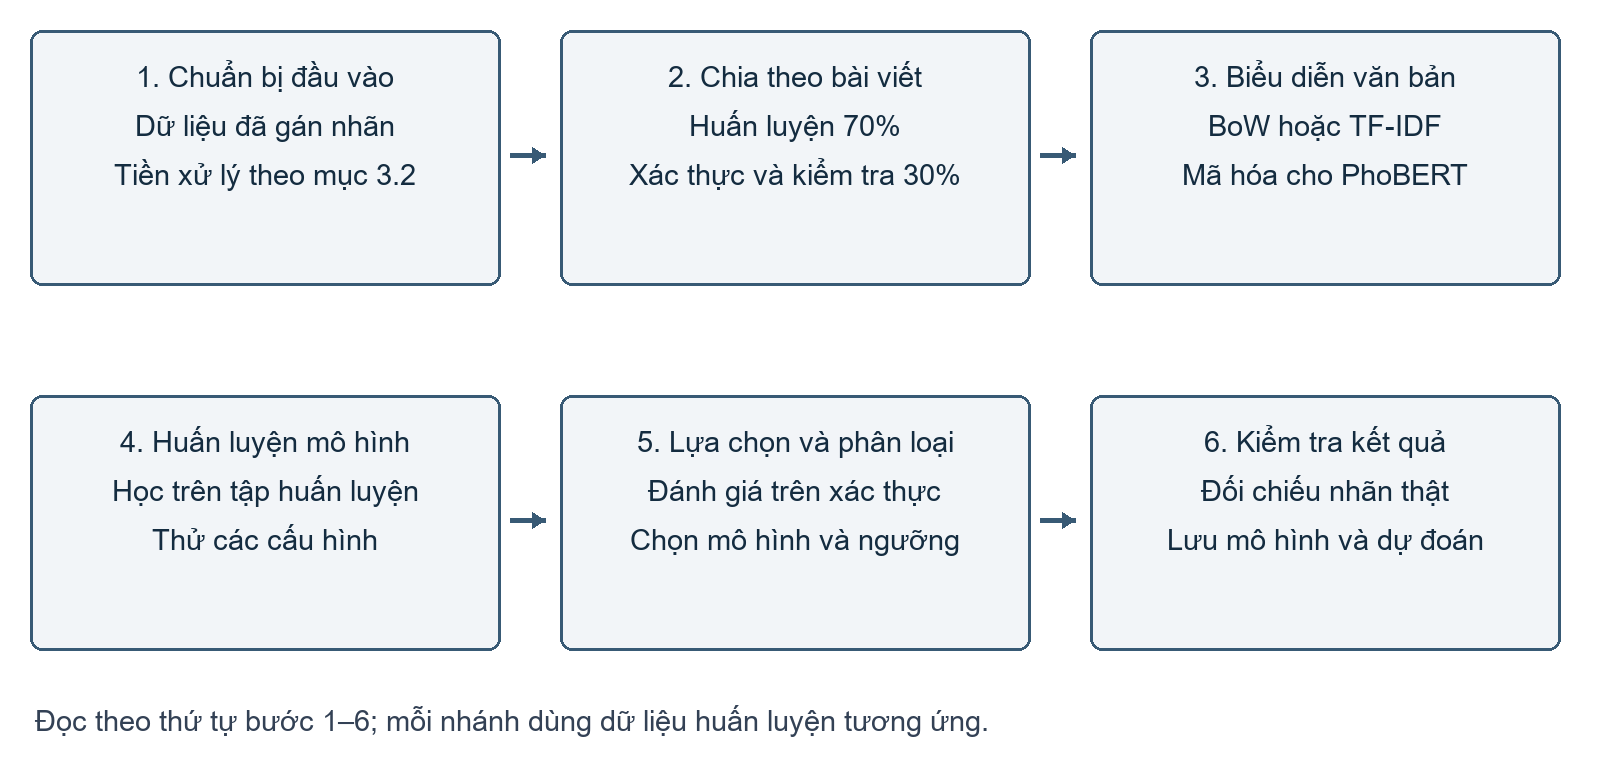 1. Chuẩn bị đầu vào
Dữ liệu đã gán nhãn
Tiền xử lý theo mục 3.2
2. Chia theo bài viết
Huấn luyện 70%
Xác thực và kiểm tra 30%
3. Biểu diễn văn bản
BoW hoặc TF-IDF
Mã hóa cho PhoBERT
4. Huấn luyện mô hình
Học trên tập huấn luyện
Thử các cấu hình
5. Lựa chọn và phân loại
Đánh giá trên xác thực
Chọn mô hình và ngưỡng
6. Kiểm tra kết quả
Đối chiếu nhãn thật
Lưu mô hình và dự đoán
Đọc theo thứ tự bước 1–6; mỗi nhánh dùng dữ liệu huấn luyện tương ứng.